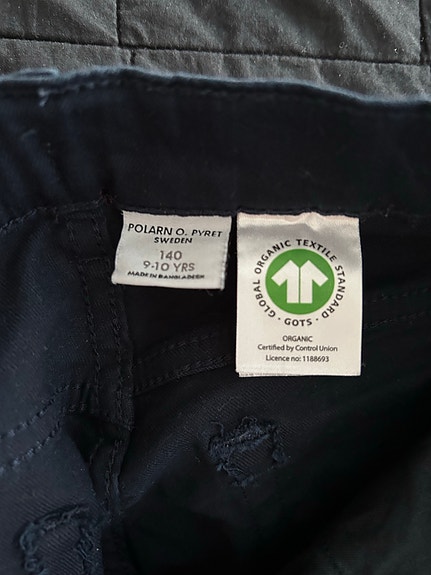 POLARN O. PYRET
SWEDEN
140
9-10 YRS
MADE IN BANGLADESH
GLOBAL ORGANIC TEXTILE STANDARD
· GOTS ·
ORGANIC
Certified by Control Union
Licence no: 1188693